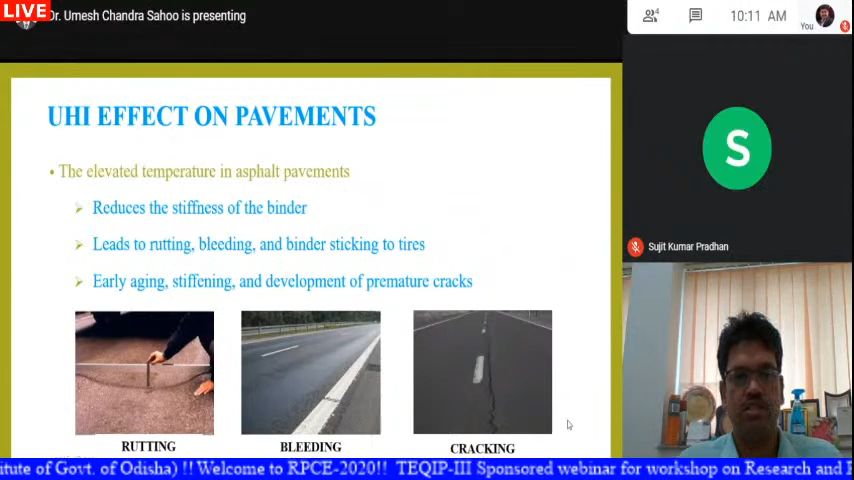 LIVE
Dr. Umesh Chandra Sahoo is presenting
4
10:11 AM
You
UHI EFFECT ON PAVEMENTS
• The elevated temperature in asphalt pavements
➢ Reduces the stiffness of the binder
➢ Leads to rutting, bleeding, and binder sticking to tires
➢ Early aging, stiffening, and development of premature cracks
RUTTING
BLEEDING
CRACKING
S
Sujit Kumar Pradhan
itute of Govt. of Odisha) !! Welcome to RPCE-2020!! TEQIP-III Sponsored webinar for workshop on Research and